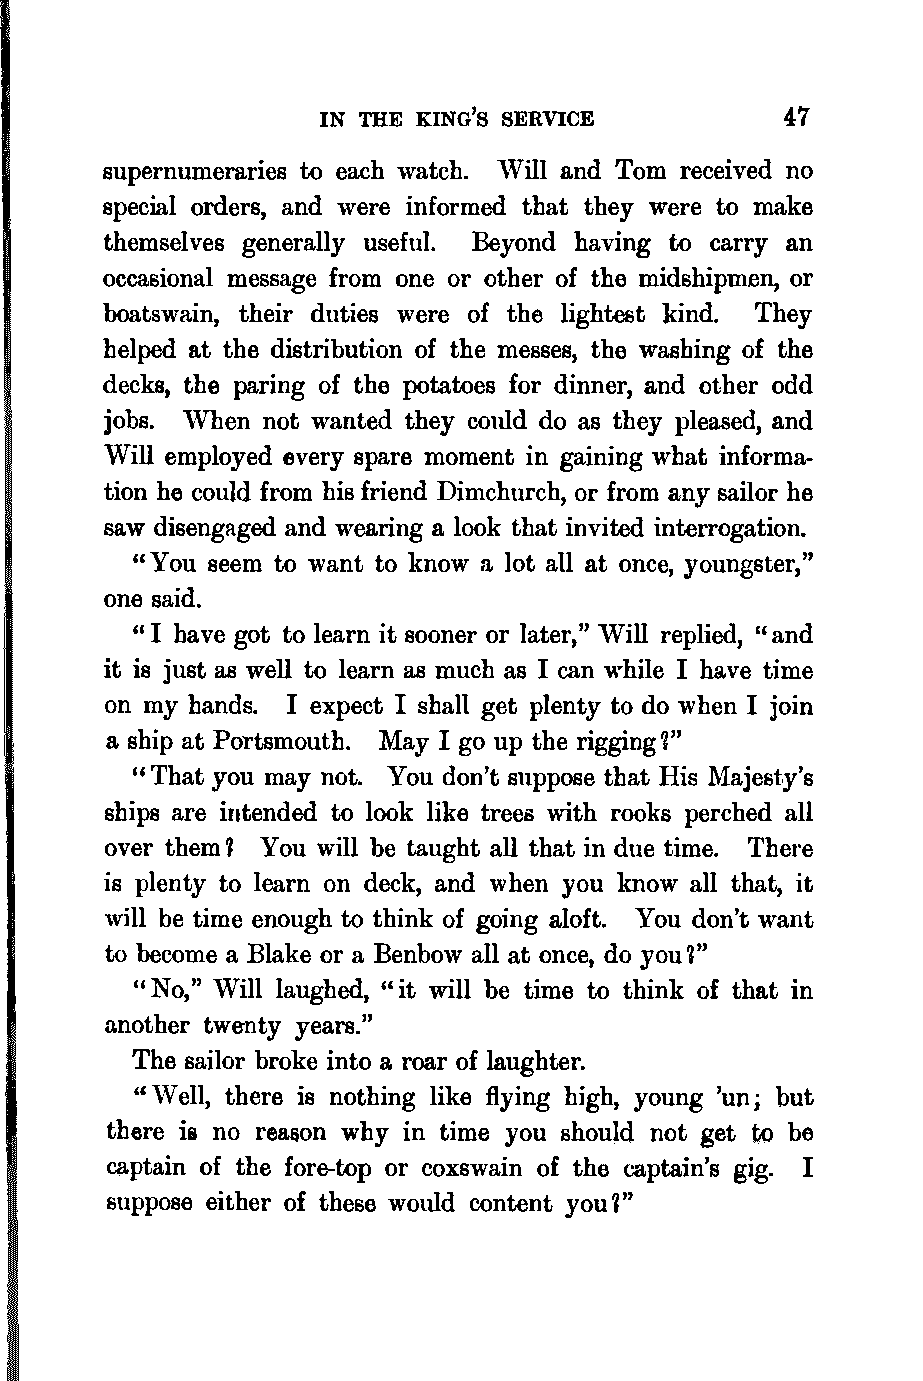 IN THE KING'S SERVICE 47
supernumeraries to each watch. Will and Tom received no
special orders, and were informed that they were to make
themselves generally useful. Beyond having to carry an
occasional message from one or other of the midshipmen, or
boatswain, their duties were of the lightest kind. They
helped at the distribution of the messes, the washing of the
decks, the paring of the potatoes for dinner, and other odd
jobs. When not wanted they could do as they pleased, and
Will employed every spare moment in gaining what informa-
tion he could from his friend Dimchurch, or from any sailor he
saw disengaged and wearing a look that invited interrogation.
"You seem to want to know a lot all at once, youngster,"
one said.
"I have got to learn it sooner or later," Will replied, "and
it is just as well to learn as much as I can while I have time
on my hands. I expect I shall get plenty to do when I join
a ship at Portsmouth. May I go up the rigging?"
"That you may not. You don't suppose that His Majesty's
ships are intended to look like trees with rooks perched all
over them? You will be taught all that in due time. There
is plenty to learn on deck, and when you know all that, it
will be time enough to think of going aloft. You don't want
to become a Blake or a Benbow all at once, do you?"
"No," Will laughed, "it will be time to think of that in
another twenty years."
The sailor broke into a roar of laughter.
"Well, there is nothing like flying high, young 'un; but
there is no reason why in time you should not get to be
captain of the fore-top or coxswain of the captain's gig. I
suppose either of these would content you?"